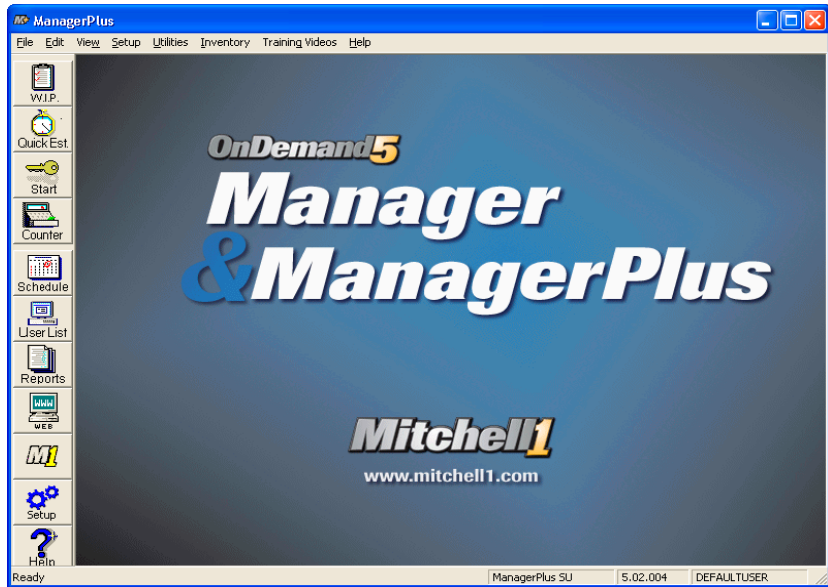 ManagerPlus
File Edit View Setup Utilities Inventory Training Videos Help
W.I.P.
Quick Est.
Start
Counter
Schedule
User List
Reports
WWW
WEB
M1
Setup
Help
OnDemand5
Manager
&ManagerPlus
Mitchell1
www.mitchell1.com
Ready ManagerPlus SU 5.02.004 DEFAULTUSER